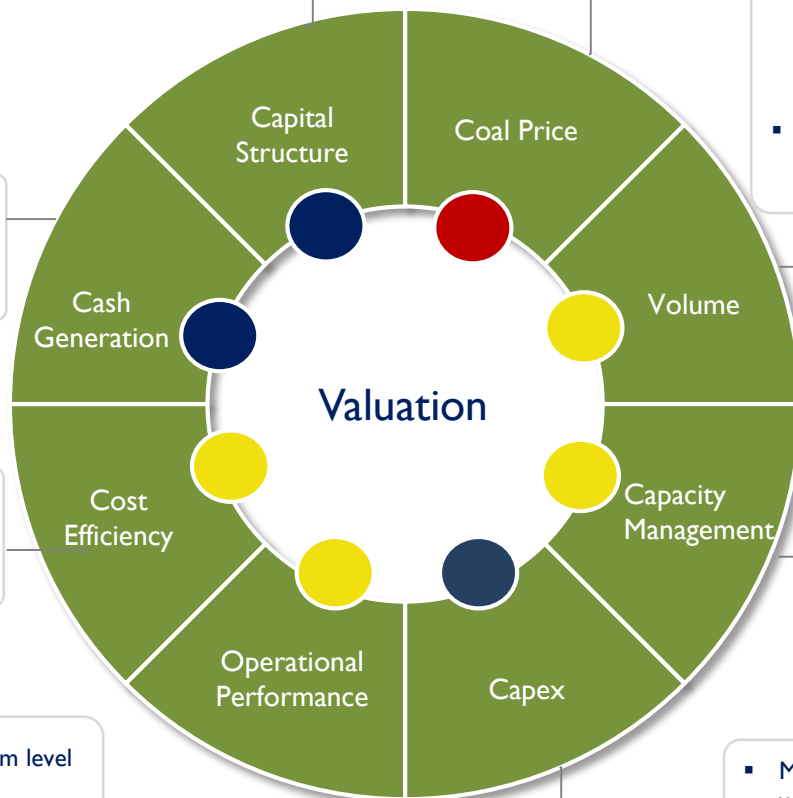 Capital
Structure
Coal Price
Cash
Generation
Volume
Valuation
Cost
Efficiency
Capacity
Management
Operational
Performance
Capex
m level